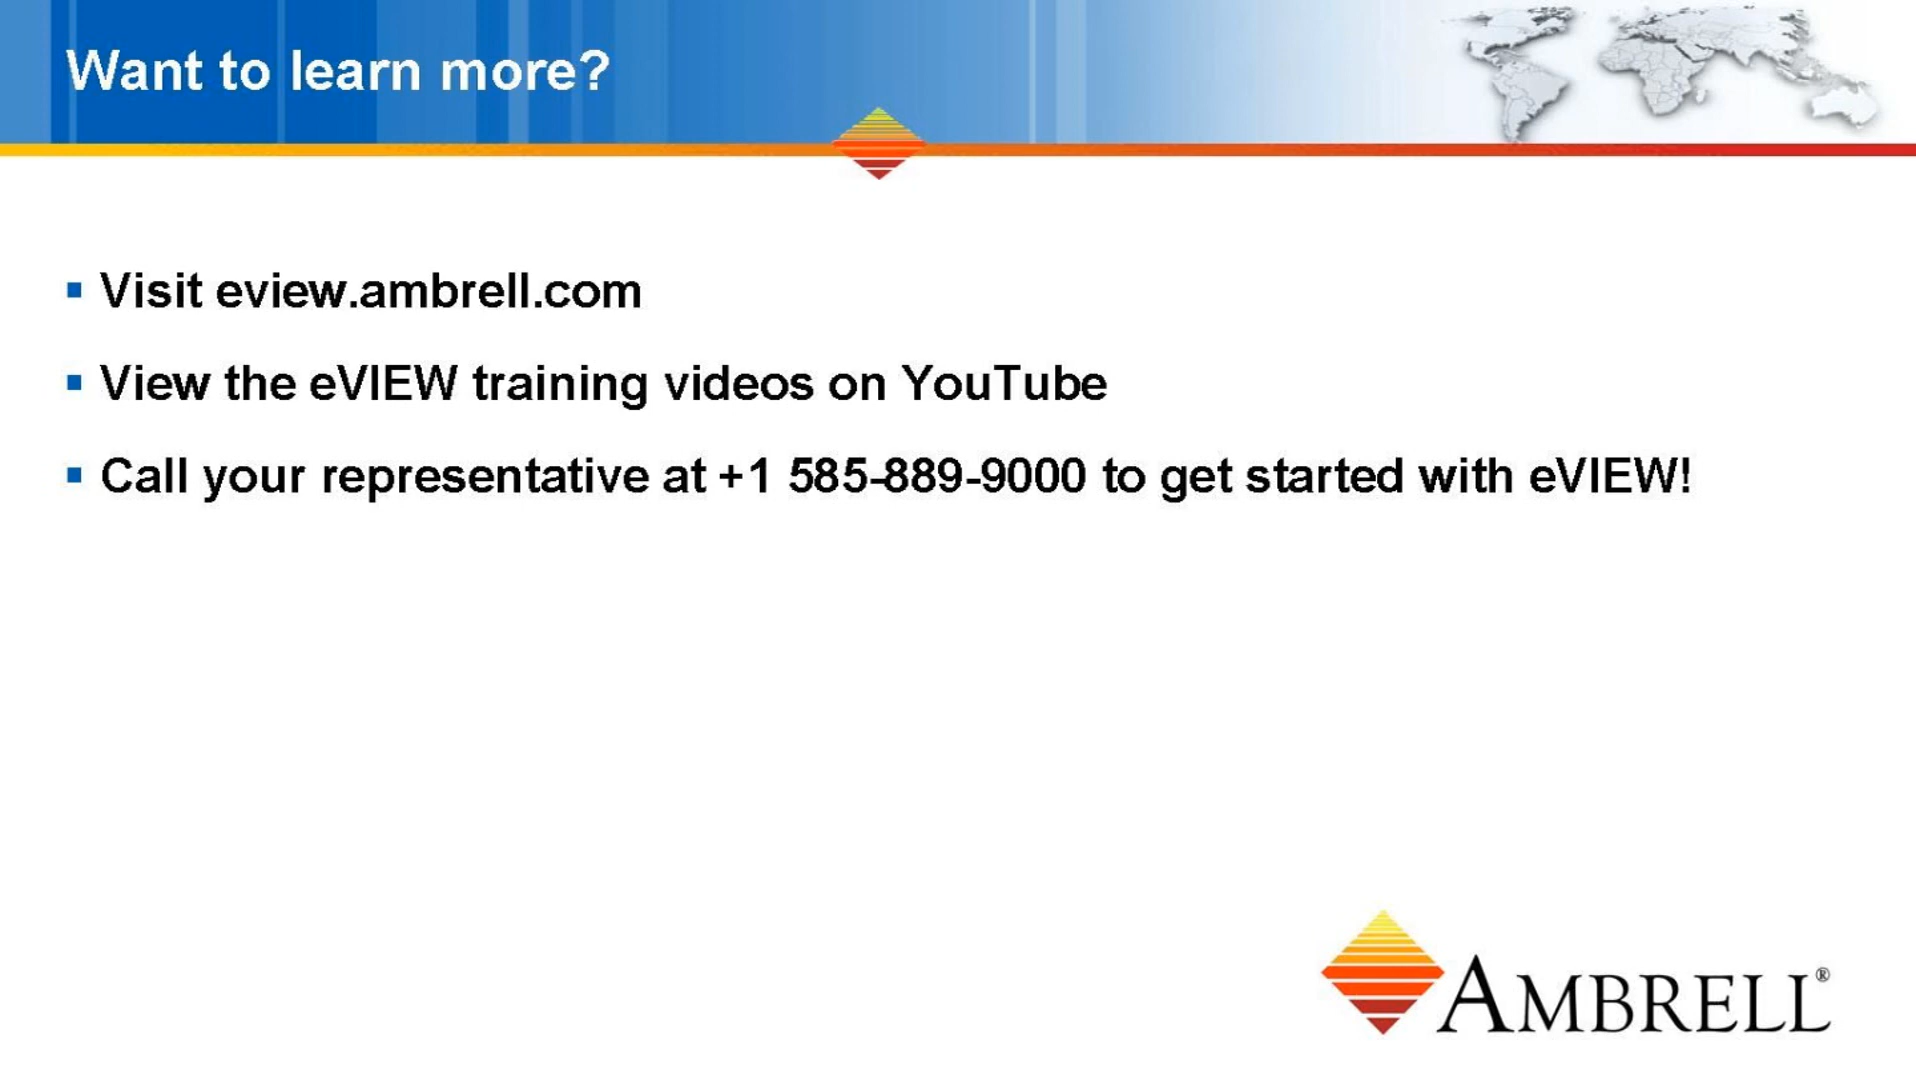 Want to learn more?
▪ Visit eview.ambrell.com
▪ View the eVIEW training videos on YouTube
▪ Call your representative at +1 585-889-9000 to get started with eVIEW!
AMBRELL®